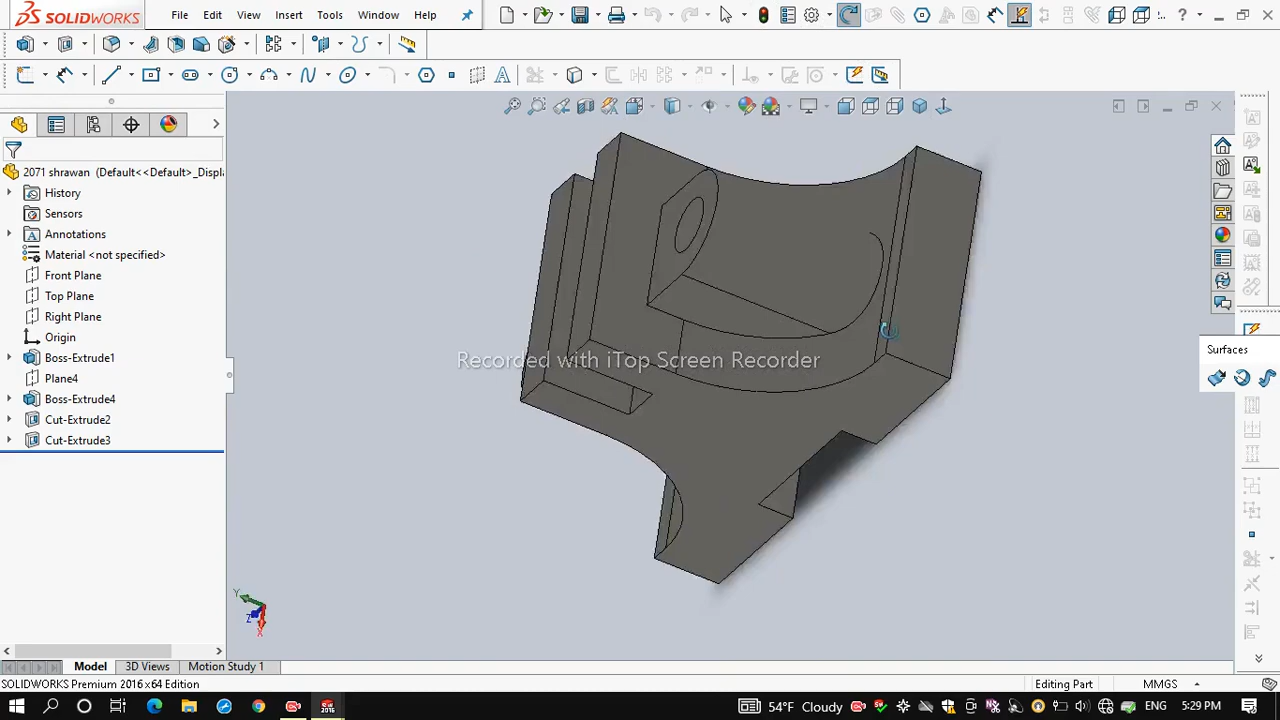 SOLIDWORKS File Edit View Insert Tools Window Help ?
2071 shrawan (Default<<Default>_Displa
History
Sensors
Annotations
Material <not specified>
Front Plane
Top Plane
Right Plane
Origin
Boss-Extrude1
Plane4
Boss-Extrude4
Cut-Extrude2
Cut-Extrude3
Recorded with iTop Screen Recorder
Surfaces
Y
Z
X
Model 3D Views Motion Study 1
SOLIDWORKS Premium 2016 x64 Edition Editing Part MMGS
54°F Cloudy ENG 5:29 PM